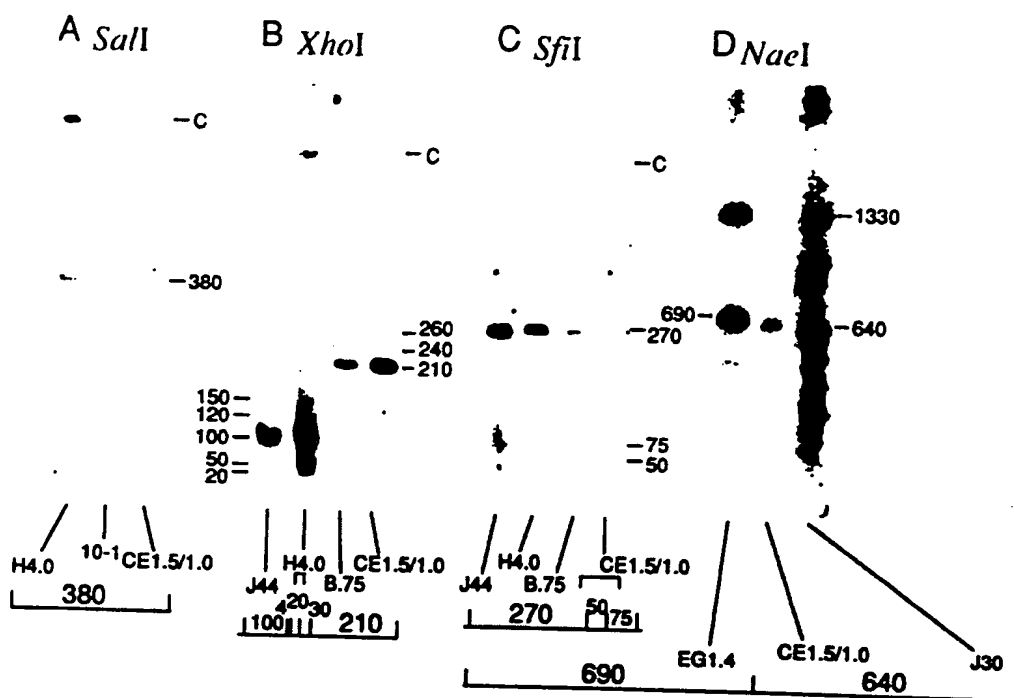 A SalI
B XhoI
C SfiI
D NaeI
C
C
C
1330
380
690
640
260
240
210
270
150
120
100
50
20
75
50
H4.0
10-1
CE1.5/1.0
380
J44
H4.0
B.75
CE1.5/1.0
100
4
20
30
210
J44
H4.0
B.75
CE1.5/1.0
270
50
75
EG1.4
CE1.5/1.0
J30
690
640